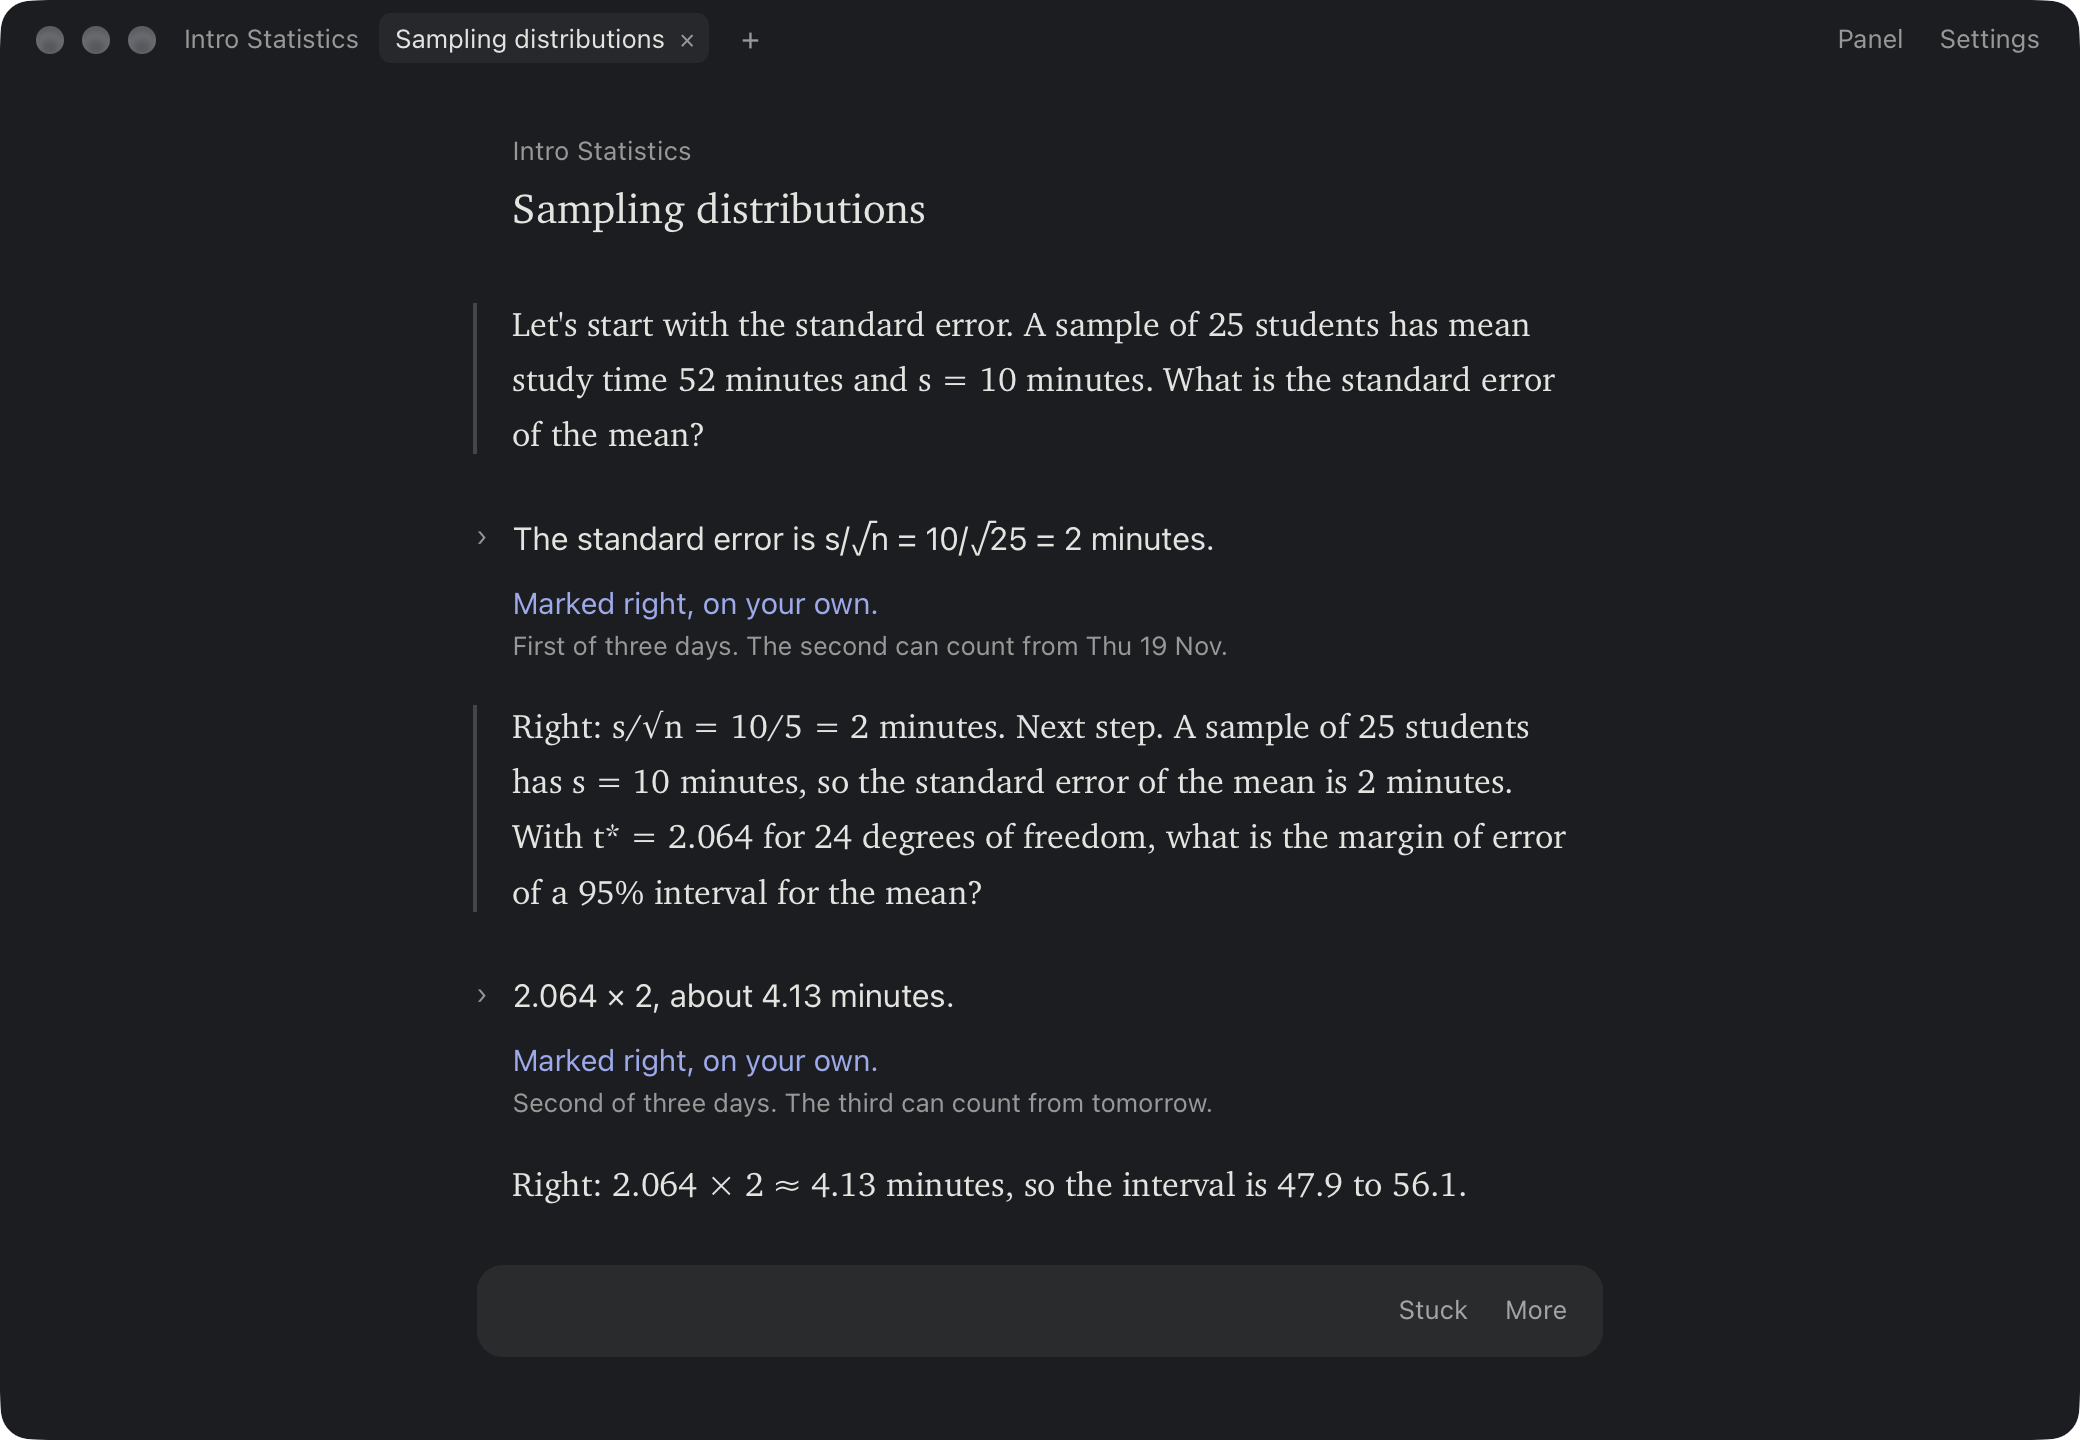 Intro Statistics
Sampling distributions ×
+
Panel
Settings
Intro Statistics
Sampling distributions
Let's start with the standard error. A sample of 25 students has mean
study time 52 minutes and s = 10 minutes. What is the standard error
of the mean?
› The standard error is s/√n = 10/√25 = 2 minutes.
Marked right, on your own.
First of three days. The second can count from Thu 19 Nov.
Right: s/√n = 10/5 = 2 minutes. Next step. A sample of 25 students
has s = 10 minutes, so the standard error of the mean is 2 minutes.
With t* = 2.064 for 24 degrees of freedom, what is the margin of error
of a 95% interval for the mean?
› 2.064 × 2, about 4.13 minutes.
Marked right, on your own.
Second of three days. The third can count from tomorrow.
Right: 2.064 × 2 ≈ 4.13 minutes, so the interval is 47.9 to 56.1.
Stuck
More